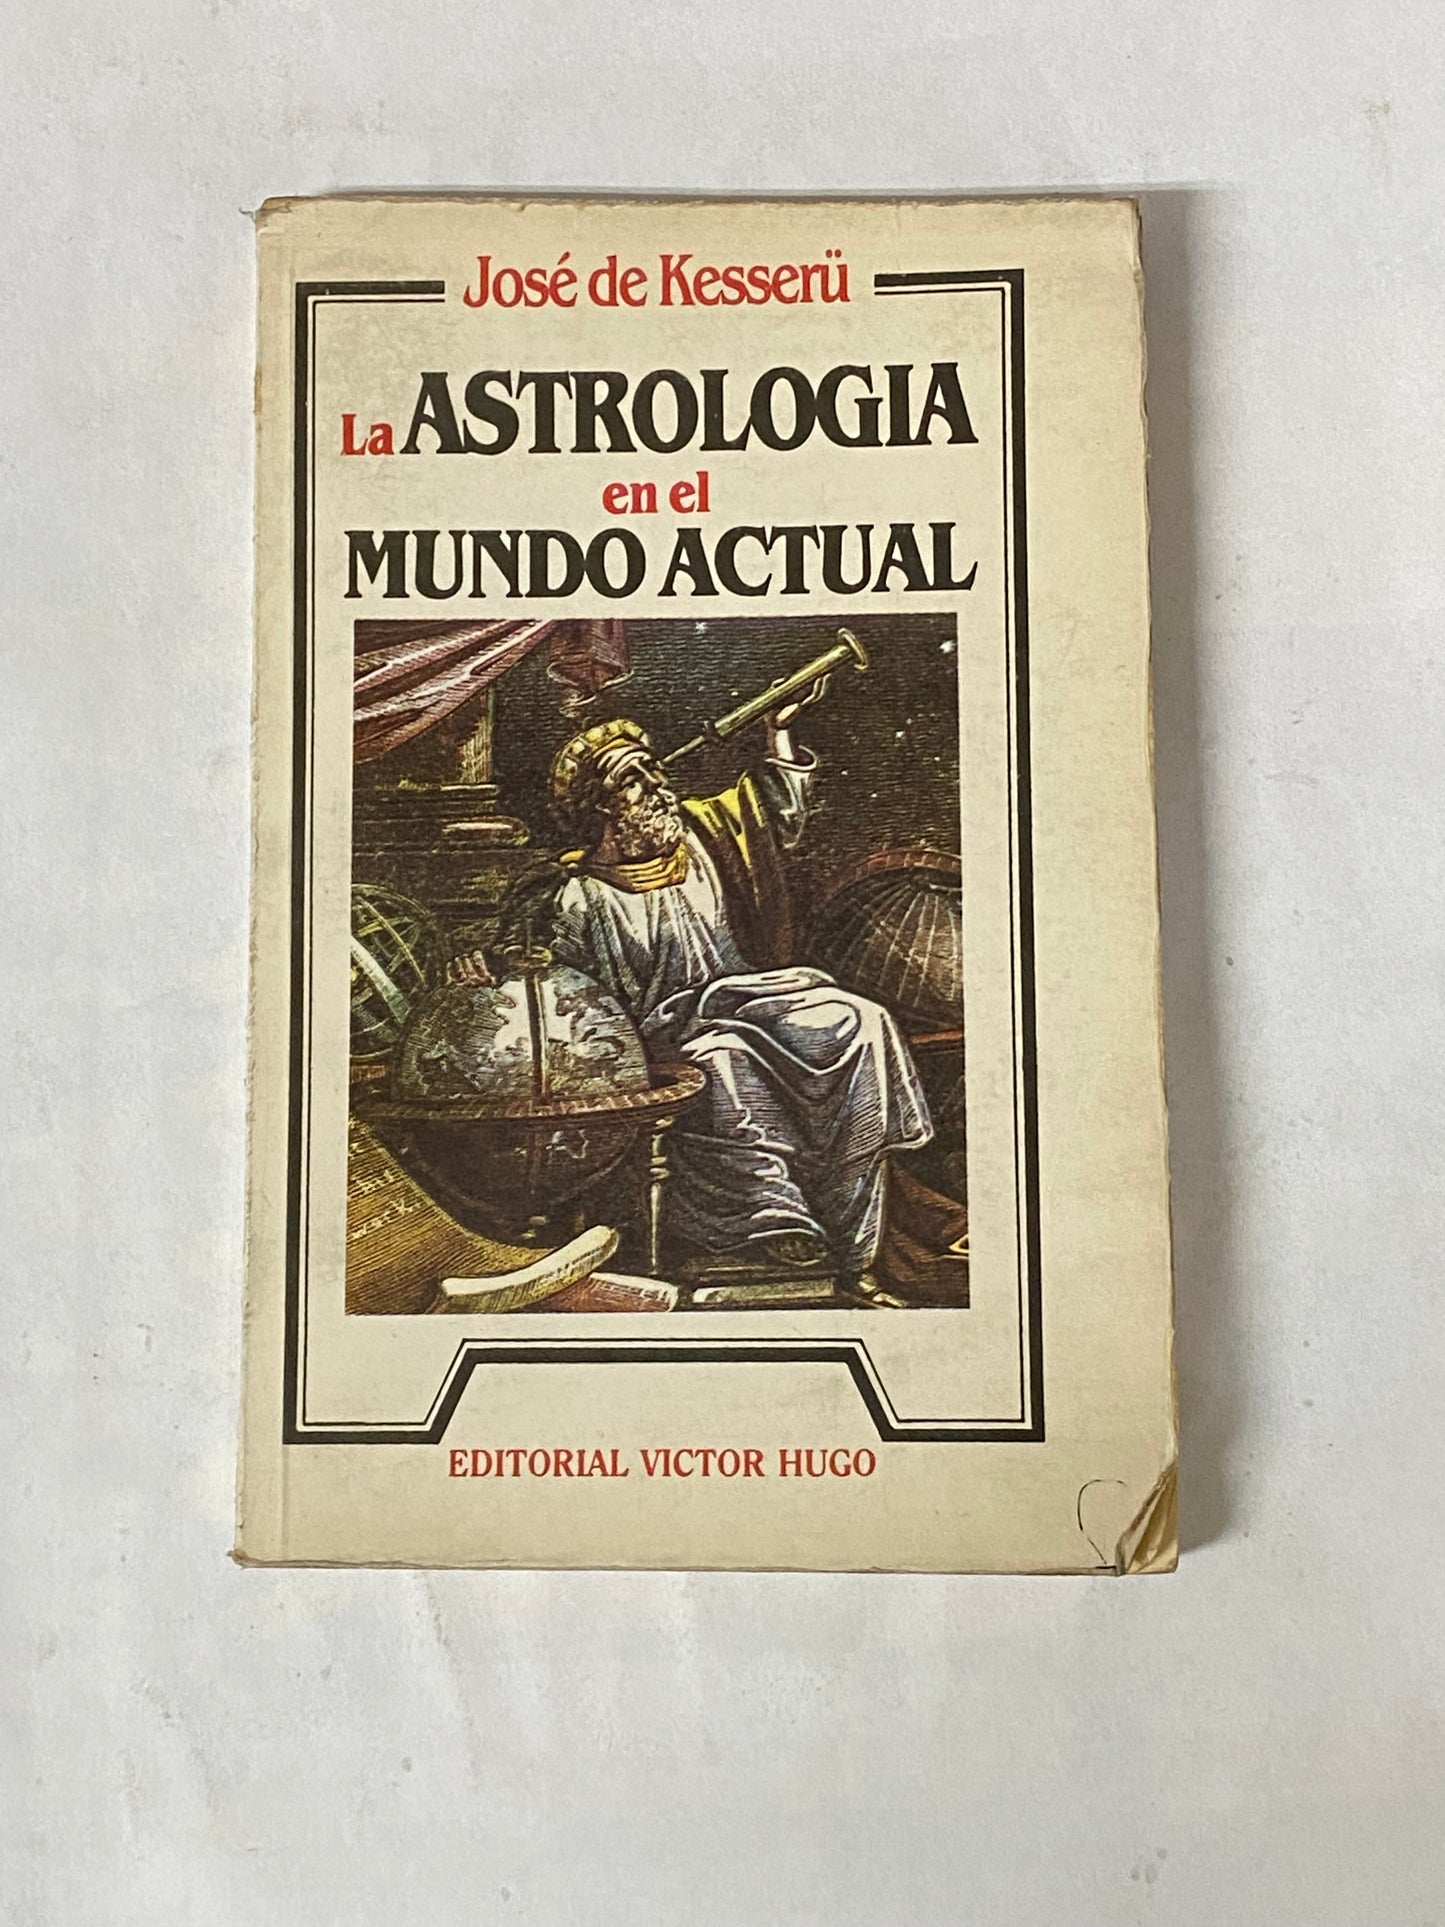 José de Kesserü
La ASTROLOGIA
en el
MUNDO ACTUAL
EDITORIAL VICTOR HUGO